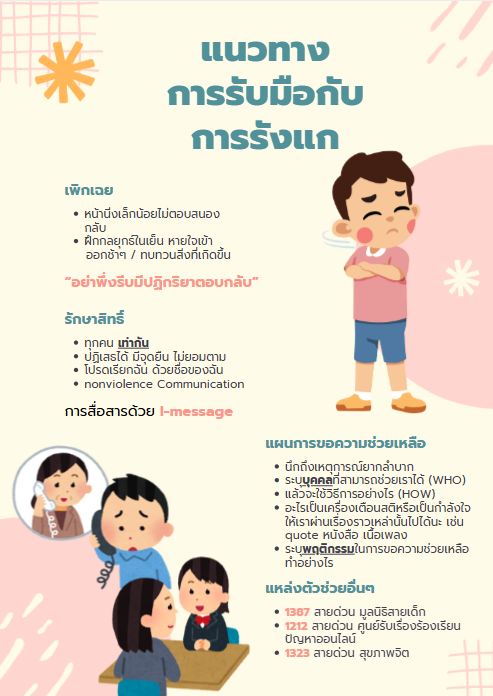 แนวทาง
การรับมือกับ
การรังแก
เพิกเฉย
• หน้านิ่งเล็กน้อยไม่ตอบสนอง
กลับ
• ฝึกกลยุทธ์ใจเย็น หายใจเข้า
ออกช้าๆ / ทบทวนสิ่งที่เกิดขึ้น
“อย่าพึ่งรีบมีปฏิกริยาตอบกลับ”
รักษาสิทธิ์
• ทุกคน เท่ากัน
• ปฏิเสธได้ มีจุดยืน ไม่ยอมตาม
• โปรดเรียกฉัน ด้วยชื่อของฉัน
• nonviolence Communication
การสื่อสารด้วย I-message
แผนการขอความช่วยเหลือ
• นึกถึงเหตุการณ์ยากลำบาก
• ระบุบุคคลที่สามารถช่วยเราได้ (WHO)
• แล้วจะใช้วิธีการอย่างไร (HOW)
• อะไรเป็นเครื่องเตือนสติหรือเป็นกำลังใจ
ให้เราผ่านเรื่องราวเหล่านั้นไปได้นะ เช่น
quote หนังสือ เนื้อเพลง
• ระบุพฤติกรรมในการขอความช่วยเหลือ
ทำอย่างไร
แหล่งตัวช่วยอื่นๆ
• 1387 สายด่วน มูลนิธิสายเด็ก
• 1212 สายด่วน ศูนย์รับเรื่องร้องเรียน
ปัญหาออนไลน์
• 1323 สายด่วน สุขภาพจิต